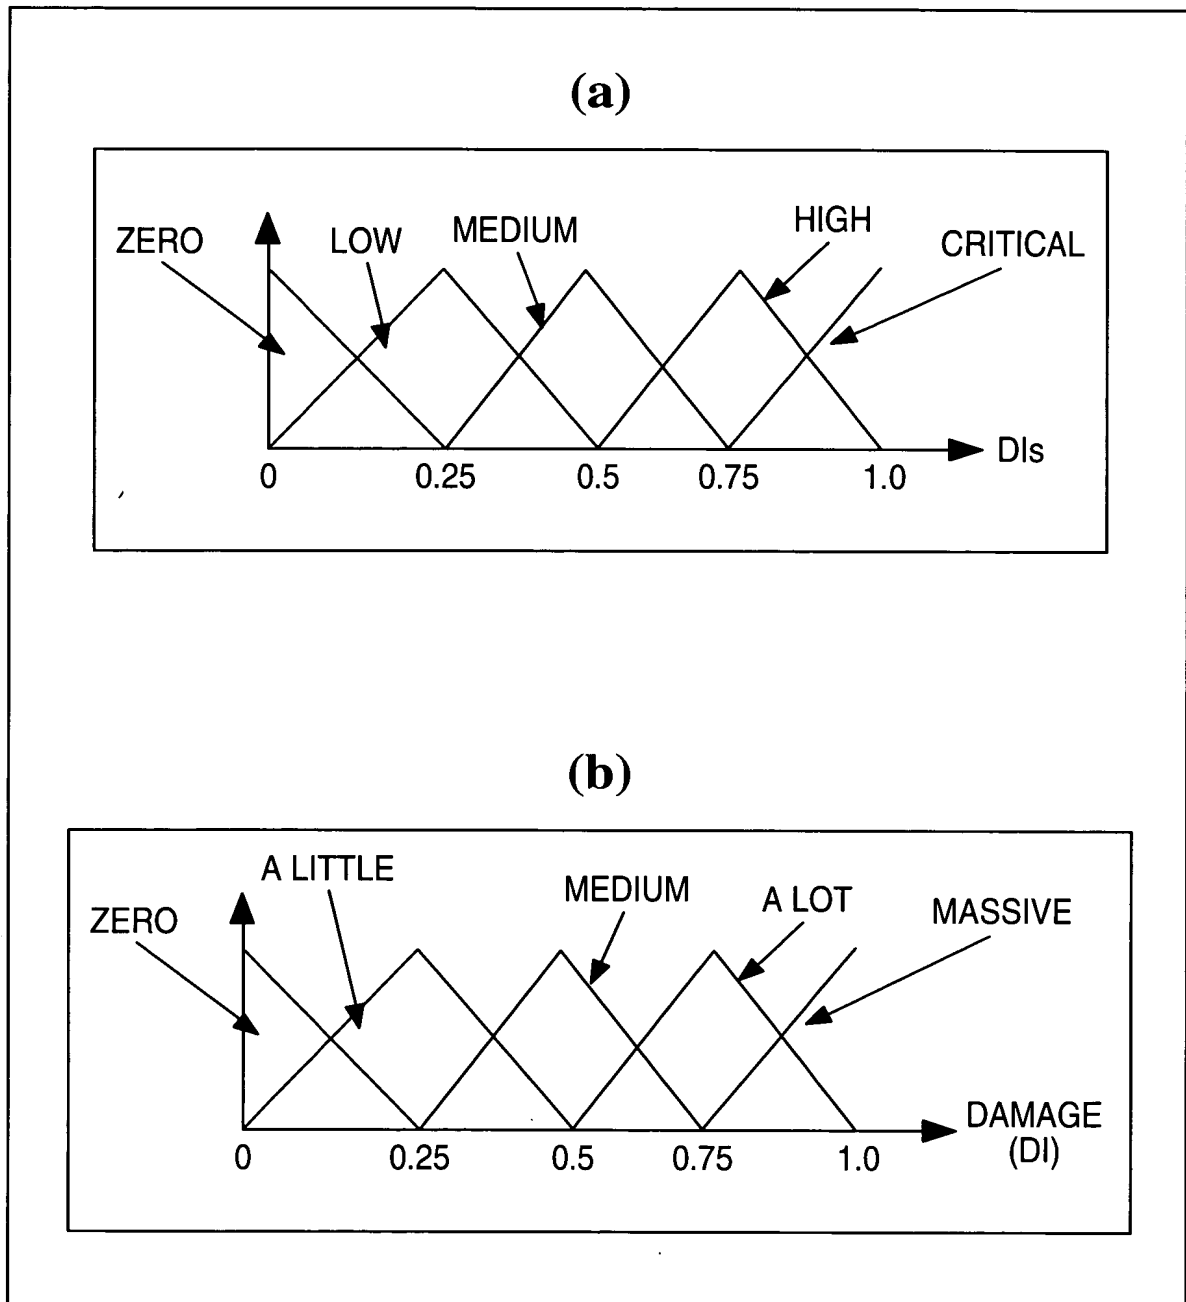 (a)
ZERO LOW MEDIUM HIGH CRITICAL
DIs
0 0.25 0.5 0.75 1.0
(b)
ZERO A LITTLE MEDIUM A LOT MASSIVE
DAMAGE
(DI)
0 0.25 0.5 0.75 1.0